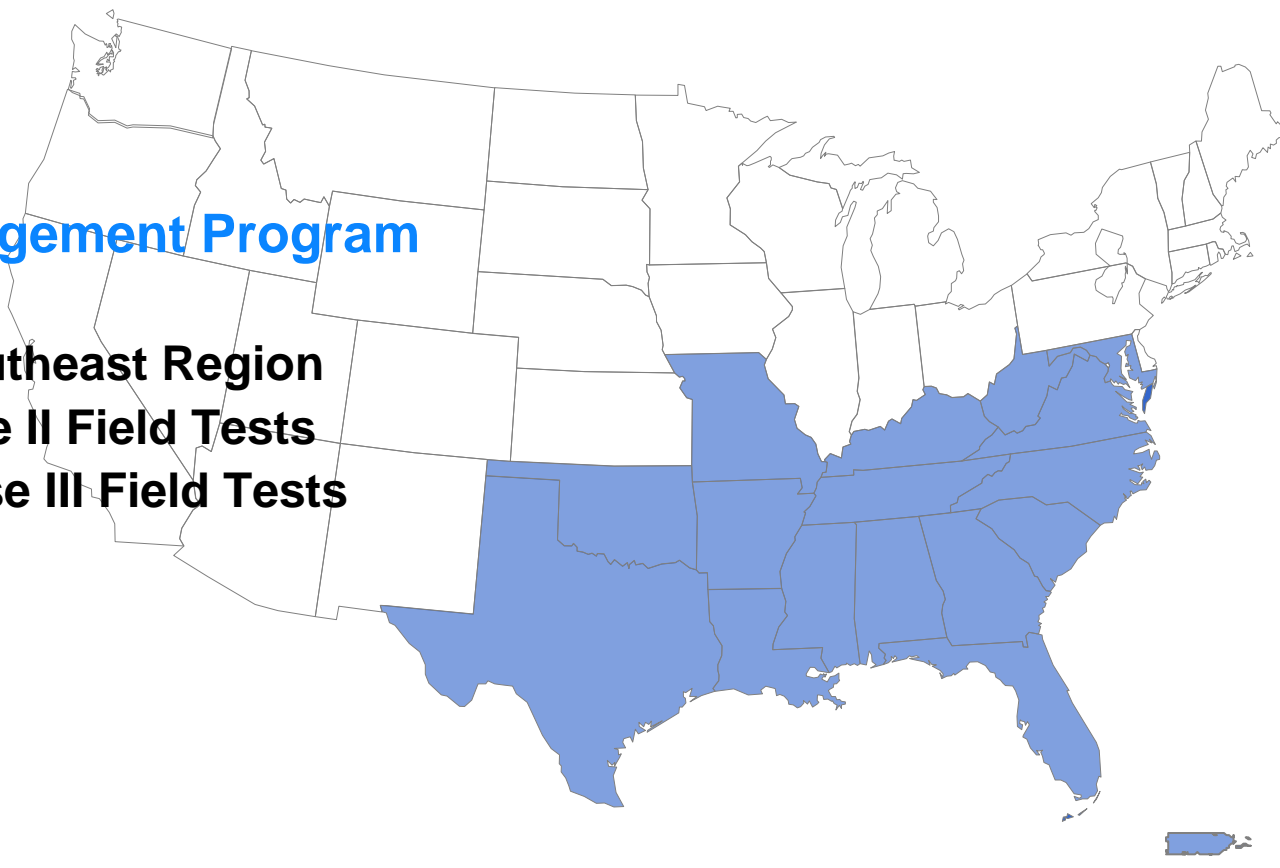 gement Program
utheast Region
e II Field Tests
se III Field Tests